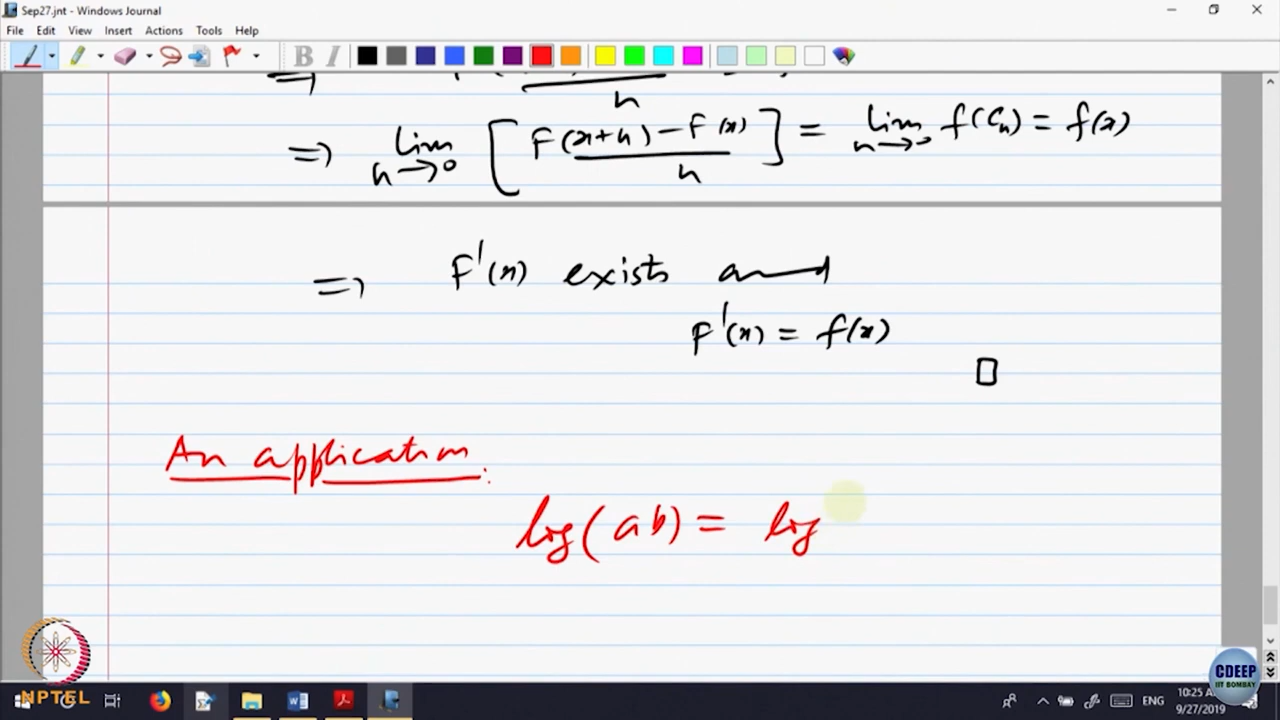 Sep27.jnt - Windows Journal
File Edit View Insert Actions Tools Help
B I
h
=> lim h→0 [ F(x+h) - F(x) / h ] = lim h→0 f(Cₕ) = f(x)
=> F'(x) exists and
F'(x) = f(x)
An application:
log(ab) = log
NPTEL
CDEEP
IIT BOMBAY
ENG
10:25 A
9/27/2019